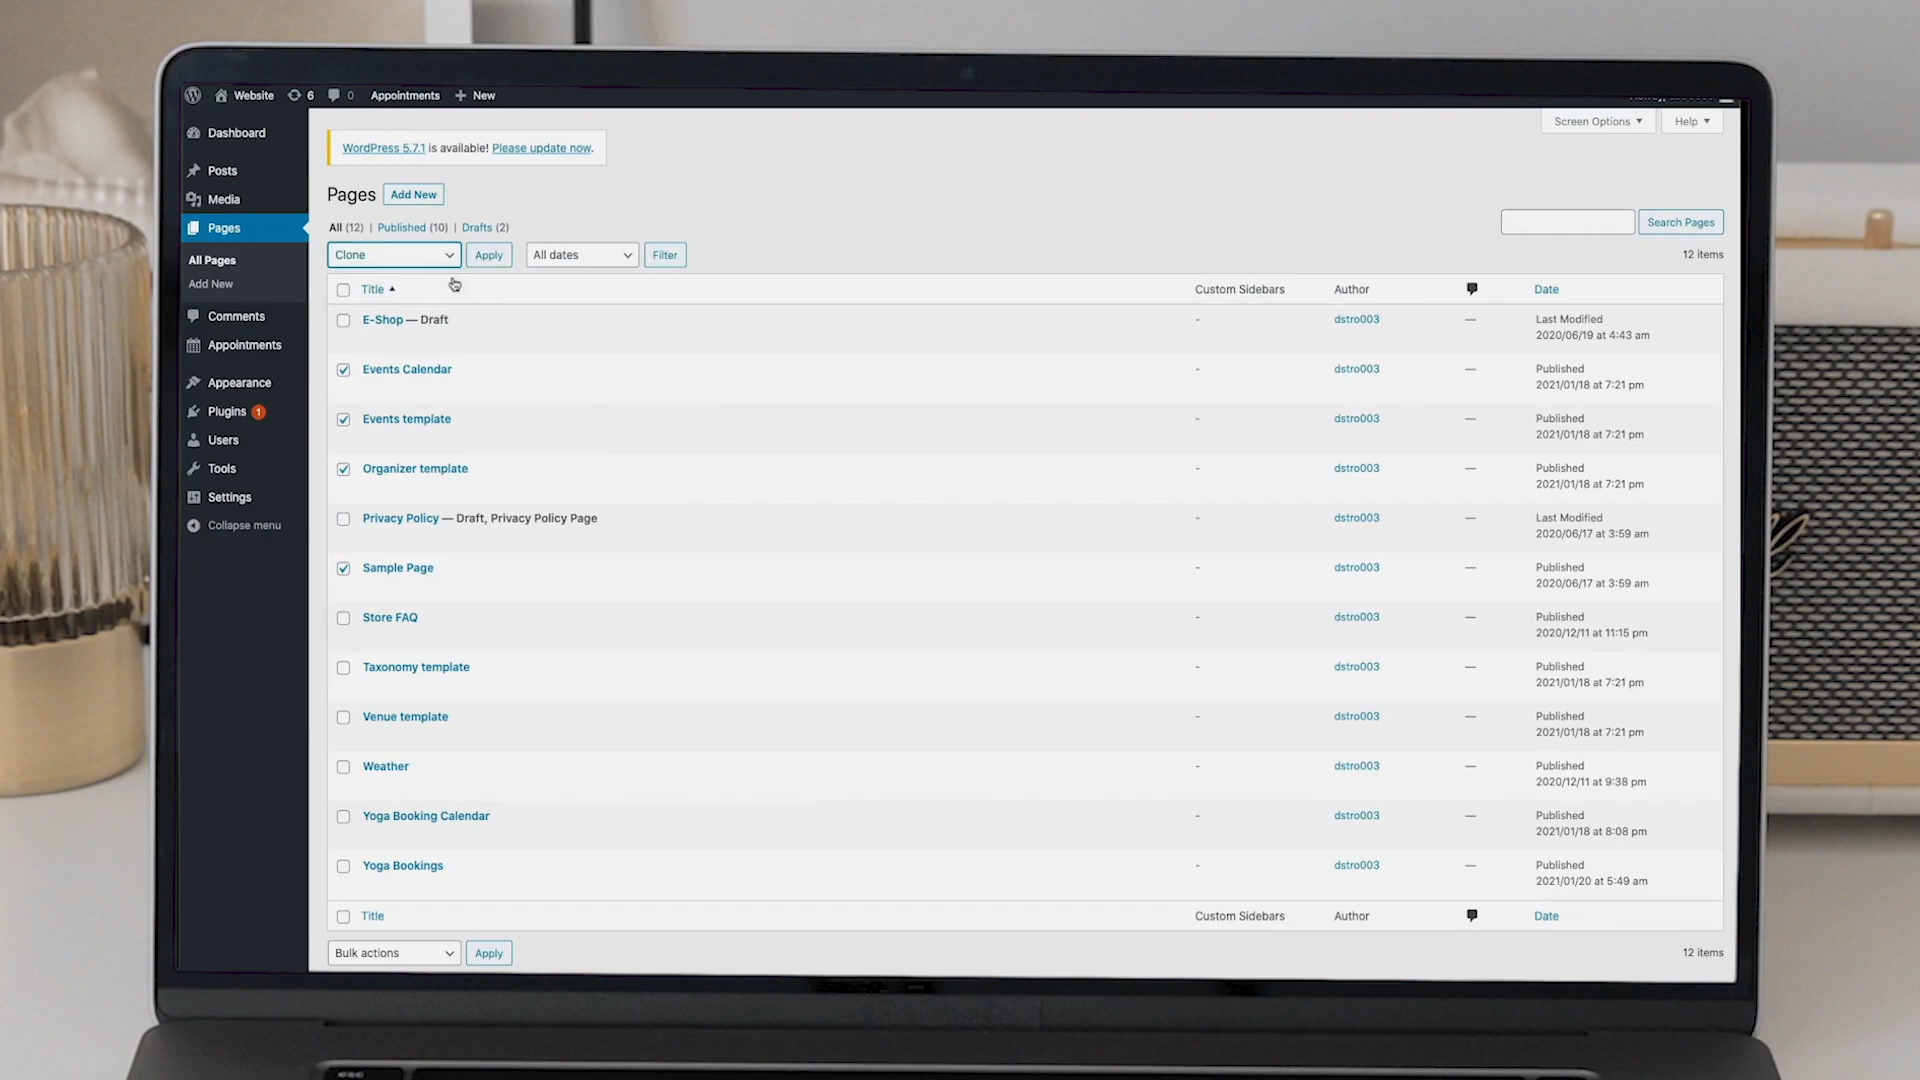 Website 6 0 Appointments + New
Screen Options ▼ Help ▼
Dashboard
Posts
Media
Pages
All Pages
Add New
Comments
Appointments
Appearance
Plugins 1
Users
Tools
Settings
Collapse menu
WordPress 5.7.1 is available! Please update now.
Pages Add New
All (12) | Published (10) | Drafts (2)
Search Pages
Clone Apply All dates Filter 12 items
Title ▲ Custom Sidebars Author Date
E-Shop — Draft - dstro003 — Last Modified
2020/06/19 at 4:43 am
Events Calendar - dstro003 — Published
2021/01/18 at 7:21 pm
Events template - dstro003 — Published
2021/01/18 at 7:21 pm
Organizer template - dstro003 — Published
2021/01/18 at 7:21 pm
Privacy Policy — Draft, Privacy Policy Page - dstro003 — Last Modified
2020/06/17 at 3:59 am
Sample Page - dstro003 — Published
2020/06/17 at 3:59 am
Store FAQ - dstro003 — Published
2020/12/11 at 11:15 pm
Taxonomy template - dstro003 — Published
2021/01/18 at 7:21 pm
Venue template - dstro003 — Published
2021/01/18 at 7:21 pm
Weather - dstro003 — Published
2020/12/11 at 9:38 pm
Yoga Booking Calendar - dstro003 — Published
2021/01/18 at 8:08 pm
Yoga Bookings - dstro003 — Published
2021/01/20 at 5:49 am
Title Custom Sidebars Author Date
Bulk actions Apply 12 items
esc